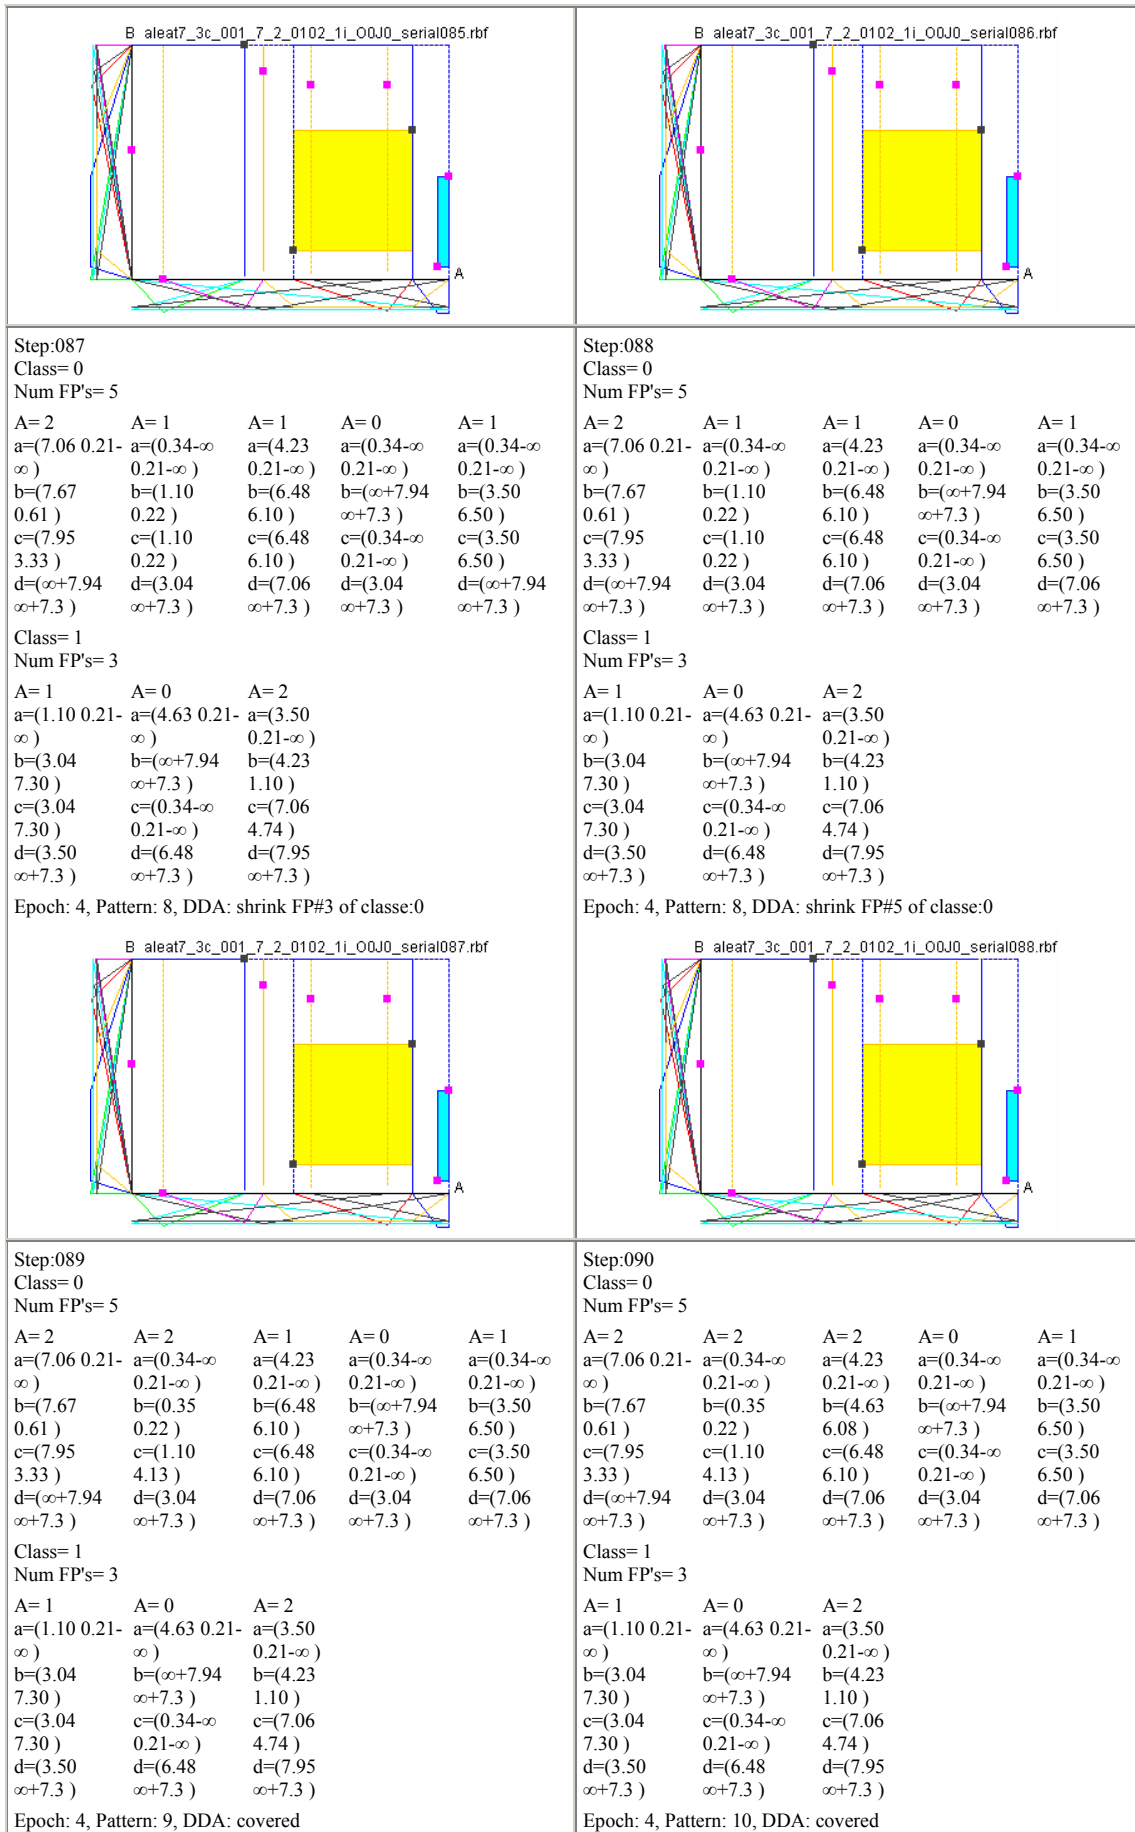 B aleat7_3c_001_7_2_0102_1i_O0J0_serial085.rbf
A
B aleat7_3c_001_7_2_0102_1i_O0J0_serial086.rbf
A
Step:087
Class= 0
Num FP's= 5
A= 2 A= 1 A= 1 A= 0 A= 1
a=(7.06 0.21- a=(0.34-∞ a=(4.23 a=(0.34-∞ a=(0.34-∞
∞ ) 0.21-∞ ) 0.21-∞ ) 0.21-∞ ) 0.21-∞ )
b=(7.67 b=(1.10 b=(6.48 b=(∞+7.94 b=(3.50
0.61 ) 0.22 ) 6.10 ) ∞+7.3 ) 6.50 )
c=(7.95 c=(1.10 c=(6.48 c=(0.34-∞ c=(3.50
3.33 ) 0.22 ) 6.10 ) 0.21-∞ ) 6.50 )
d=(∞+7.94 d=(3.04 d=(7.06 d=(3.04 d=(∞+7.94
∞+7.3 ) ∞+7.3 ) ∞+7.3 ) ∞+7.3 ) ∞+7.3 )
Class= 1
Num FP's= 3
A= 1 A= 0 A= 2
a=(1.10 0.21- a=(4.63 0.21- a=(3.50
∞ ) ∞ ) 0.21-∞ )
b=(3.04 b=(∞+7.94 b=(4.23
7.30 ) ∞+7.3 ) 1.10 )
c=(3.04 c=(0.34-∞ c=(7.06
7.30 ) 0.21-∞ ) 4.74 )
d=(3.50 d=(6.48 d=(7.95
∞+7.3 ) ∞+7.3 ) ∞+7.3 )
Epoch: 4, Pattern: 8, DDA: shrink FP#3 of classe:0
B aleat7_3c_001_7_2_0102_1i_O0J0_serial087.rbf
A
Step:088
Class= 0
Num FP's= 5
A= 2 A= 1 A= 1 A= 0 A= 1
a=(7.06 0.21- a=(0.34-∞ a=(4.23 a=(0.34-∞ a=(0.34-∞
∞ ) 0.21-∞ ) 0.21-∞ ) 0.21-∞ ) 0.21-∞ )
b=(7.67 b=(1.10 b=(6.48 b=(∞+7.94 b=(3.50
0.61 ) 0.22 ) 6.10 ) ∞+7.3 ) 6.50 )
c=(7.95 c=(1.10 c=(6.48 c=(0.34-∞ c=(3.50
3.33 ) 0.22 ) 6.10 ) 0.21-∞ ) 6.50 )
d=(∞+7.94 d=(3.04 d=(7.06 d=(3.04 d=(7.06
∞+7.3 ) ∞+7.3 ) ∞+7.3 ) ∞+7.3 ) ∞+7.3 )
Class= 1
Num FP's= 3
A= 1 A= 0 A= 2
a=(1.10 0.21- a=(4.63 0.21- a=(3.50
∞ ) ∞ ) 0.21-∞ )
b=(3.04 b=(∞+7.94 b=(4.23
7.30 ) ∞+7.3 ) 1.10 )
c=(3.04 c=(0.34-∞ c=(7.06
7.30 ) 0.21-∞ ) 4.74 )
d=(3.50 d=(6.48 d=(7.95
∞+7.3 ) ∞+7.3 ) ∞+7.3 )
Epoch: 4, Pattern: 8, DDA: shrink FP#5 of classe:0
B aleat7_3c_001_7_2_0102_1i_O0J0_serial088.rbf
A
Step:089
Class= 0
Num FP's= 5
A= 2 A= 2 A= 1 A= 0 A= 1
a=(7.06 0.21- a=(0.34-∞ a=(4.23 a=(0.34-∞ a=(0.34-∞
∞ ) 0.21-∞ ) 0.21-∞ ) 0.21-∞ ) 0.21-∞ )
b=(7.67 b=(0.35 b=(6.48 b=(∞+7.94 b=(3.50
0.61 ) 0.22 ) 6.10 ) ∞+7.3 ) 6.50 )
c=(7.95 c=(1.10 c=(6.48 c=(0.34-∞ c=(3.50
3.33 ) 4.13 ) 6.10 ) 0.21-∞ ) 6.50 )
d=(∞+7.94 d=(3.04 d=(7.06 d=(3.04 d=(7.06
∞+7.3 ) ∞+7.3 ) ∞+7.3 ) ∞+7.3 ) ∞+7.3 )
Class= 1
Num FP's= 3
A= 1 A= 0 A= 2
a=(1.10 0.21- a=(4.63 0.21- a=(3.50
∞ ) ∞ ) 0.21-∞ )
b=(3.04 b=(∞+7.94 b=(4.23
7.30 ) ∞+7.3 ) 1.10 )
c=(3.04 c=(0.34-∞ c=(7.06
7.30 ) 0.21-∞ ) 4.74 )
d=(3.50 d=(6.48 d=(7.95
∞+7.3 ) ∞+7.3 ) ∞+7.3 )
Epoch: 4, Pattern: 9, DDA: covered
Step:090
Class= 0
Num FP's= 5
A= 2 A= 2 A= 2 A= 0 A= 1
a=(7.06 0.21- a=(0.34-∞ a=(4.23 a=(0.34-∞ a=(0.34-∞
∞ ) 0.21-∞ ) 0.21-∞ ) 0.21-∞ ) 0.21-∞ )
b=(7.67 b=(0.35 b=(4.63 b=(∞+7.94 b=(3.50
0.61 ) 0.22 ) 6.08 ) ∞+7.3 ) 6.50 )
c=(7.95 c=(1.10 c=(6.48 c=(0.34-∞ c=(3.50
3.33 ) 4.13 ) 6.10 ) 0.21-∞ ) 6.50 )
d=(∞+7.94 d=(3.04 d=(7.06 d=(3.04 d=(7.06
∞+7.3 ) ∞+7.3 ) ∞+7.3 ) ∞+7.3 ) ∞+7.3 )
Class= 1
Num FP's= 3
A= 1 A= 0 A= 2
a=(1.10 0.21- a=(4.63 0.21- a=(3.50
∞ ) ∞ ) 0.21-∞ )
b=(3.04 b=(∞+7.94 b=(4.23
7.30 ) ∞+7.3 ) 1.10 )
c=(3.04 c=(0.34-∞ c=(7.06
7.30 ) 0.21-∞ ) 4.74 )
d=(3.50 d=(6.48 d=(7.95
∞+7.3 ) ∞+7.3 ) ∞+7.3 )
Epoch: 4, Pattern: 10, DDA: covered